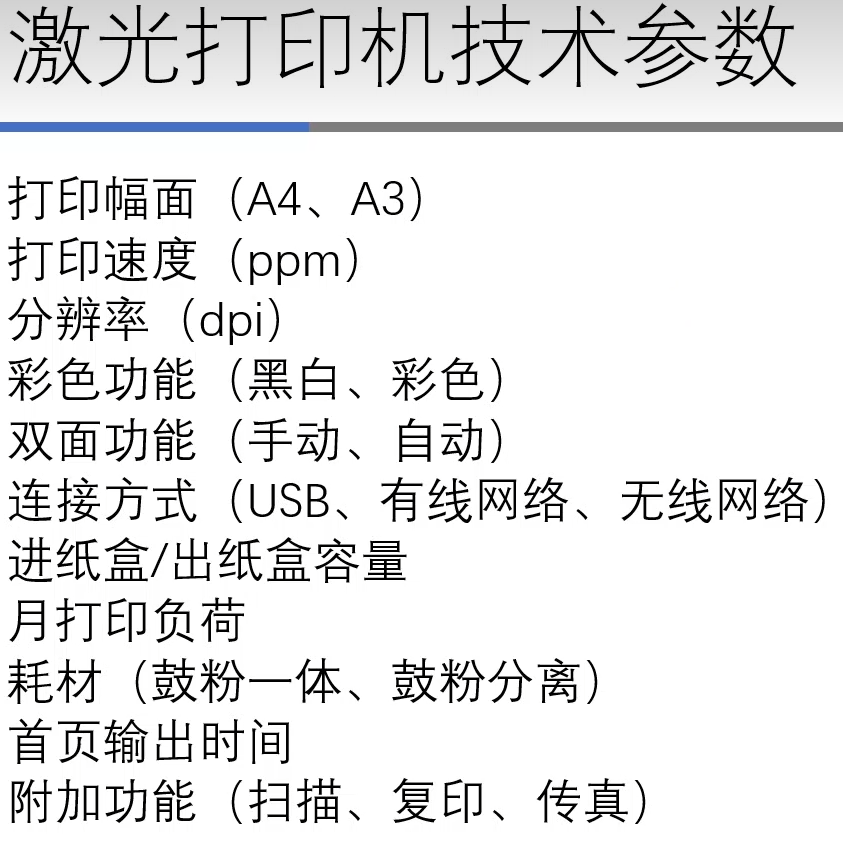 激光打印机技术参数
打印幅面（A4、A3）
打印速度（ppm）
分辨率（dpi）
彩色功能（黑白、彩色）
双面功能（手动、自动）
连接方式（USB、有线网络、无线网络）
进纸盒/出纸盒容量
月打印负荷
耗材（鼓粉一体、鼓粉分离）
首页输出时间
附加功能（扫描、复印、传真）